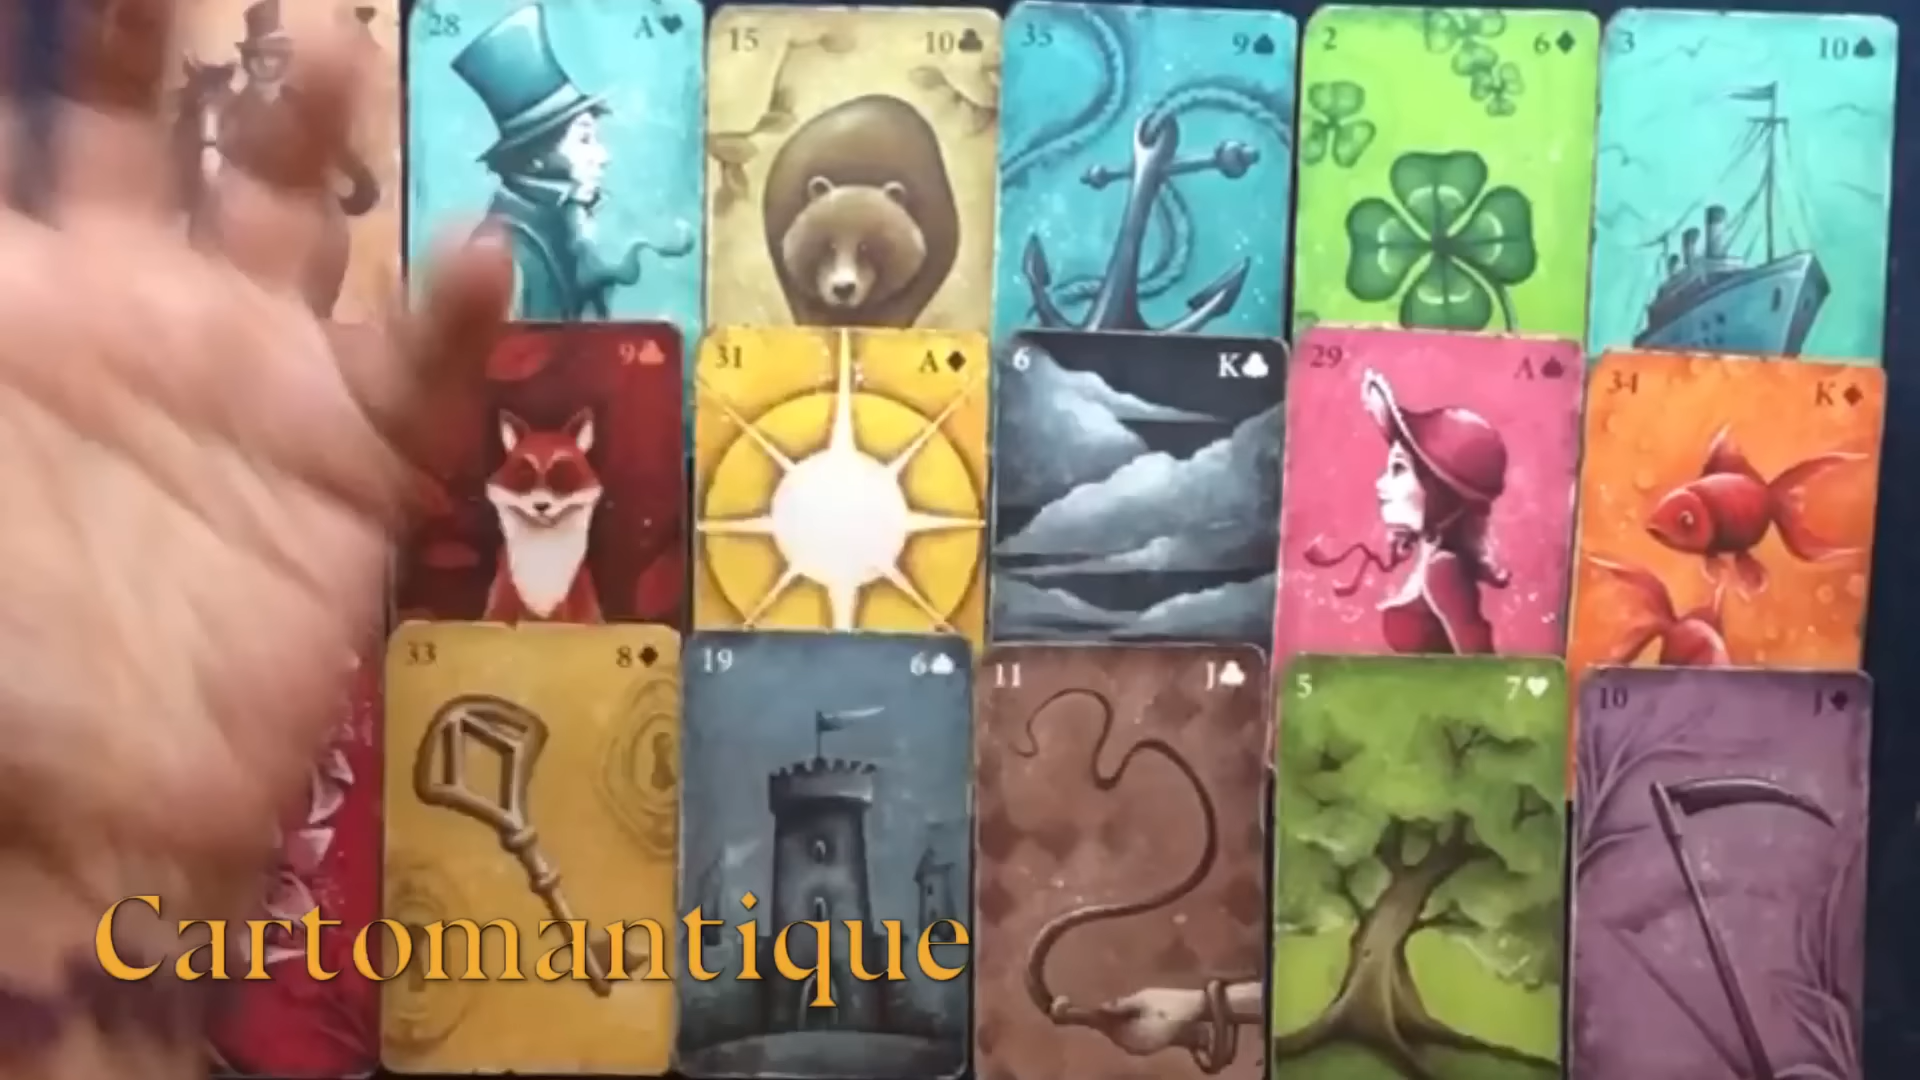 28 A♥
15 10♣
35 9♠
2 6♦
3 10♠
9♣
31 A♦
6 K♣
29 A♠
34 K♦
33 8♦
19 6♠
11 J♣
5 7♥
10 J♦
Cartomantique